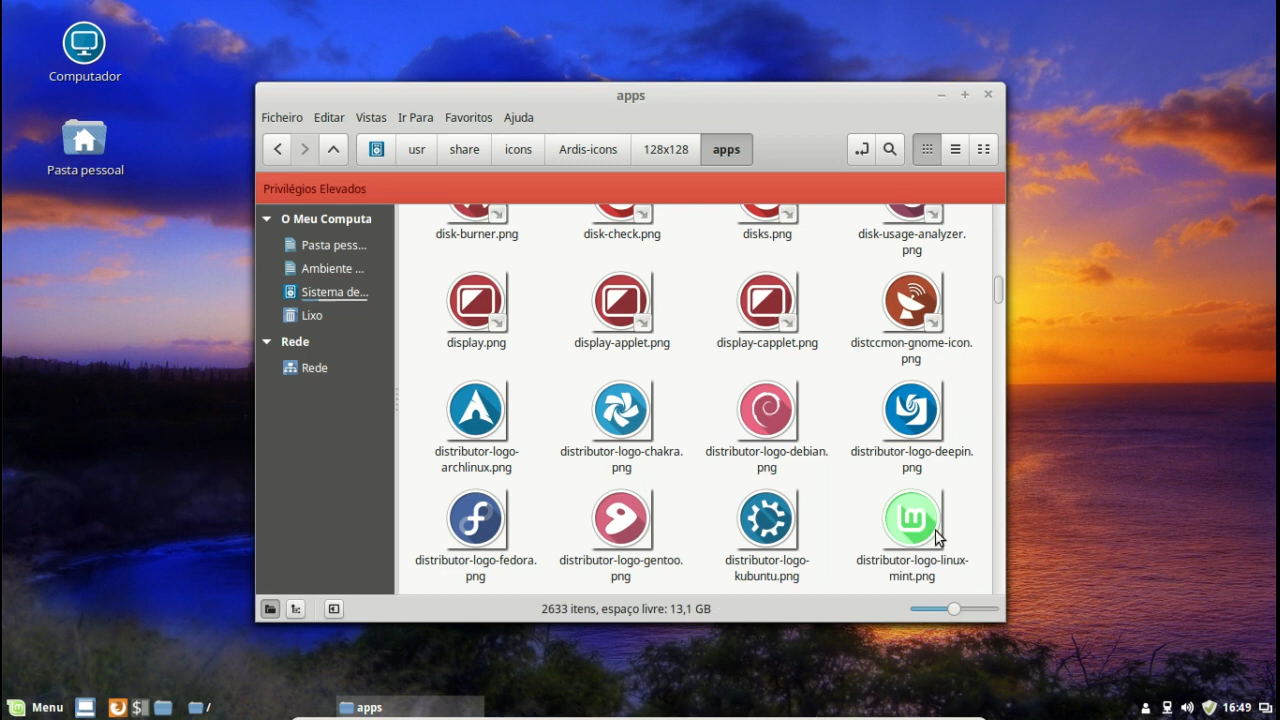 Computador
Pasta pessoal
apps
Ficheiro Editar Vistas Ir Para Favoritos Ajuda
usr share icons Ardis-icons 128x128 apps
Privilégios Elevados
O Meu Computa
Pasta pess...
Ambiente ...
Sistema de...
Lixo
Rede
Rede
disk-burner.png disk-check.png disks.png disk-usage-analyzer.
png
display.png display-applet.png display-capplet.png distccmon-gnome-icon.
png
distributor-logo- distributor-logo-chakra. distributor-logo-debian. distributor-logo-deepin.
archlinux.png png png png
distributor-logo-fedora. distributor-logo-gentoo. distributor-logo- distributor-logo-linux-
png png kubuntu.png mint.png
2633 itens, espaço livre: 13,1 GB
Menu / apps 16:49